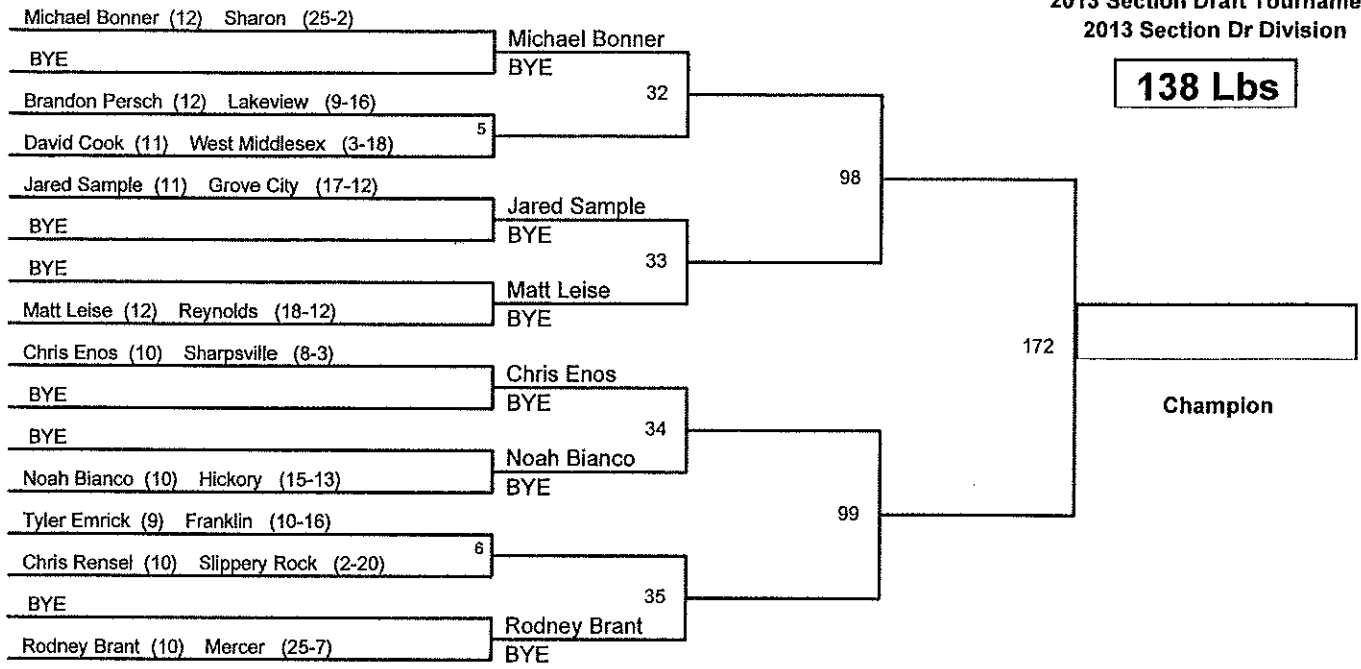 2013 Section Draft Tourname
2013 Section Dr Division
138 Lbs
Michael Bonner (12) Sharon (25-2)
BYE
Brandon Persch (12) Lakeview (9-16)
David Cook (11) West Middlesex (3-18)
Jared Sample (11) Grove City (17-12)
BYE
BYE
Matt Leise (12) Reynolds (18-12)
Chris Enos (10) Sharpsville (8-3)
BYE
BYE
Noah Bianco (10) Hickory (15-13)
Tyler Emrick (9) Franklin (10-16)
Chris Rensel (10) Slippery Rock (2-20)
BYE
Rodney Brant (10) Mercer (25-7)
Michael Bonner
BYE
5
Jared Sample
BYE
Matt Leise
BYE
Chris Enos
BYE
Noah Bianco
BYE
6
Rodney Brant
BYE
32
33
34
35
98
99
172
Champion